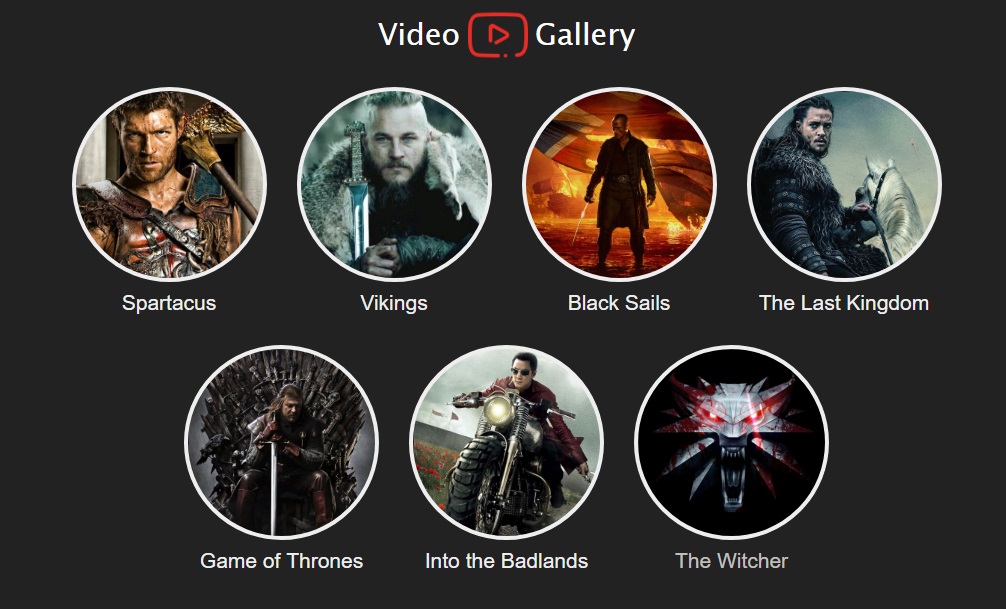 Video Gallery
Spartacus
Vikings
Black Sails
The Last Kingdom
Game of Thrones
Into the Badlands
The Witcher